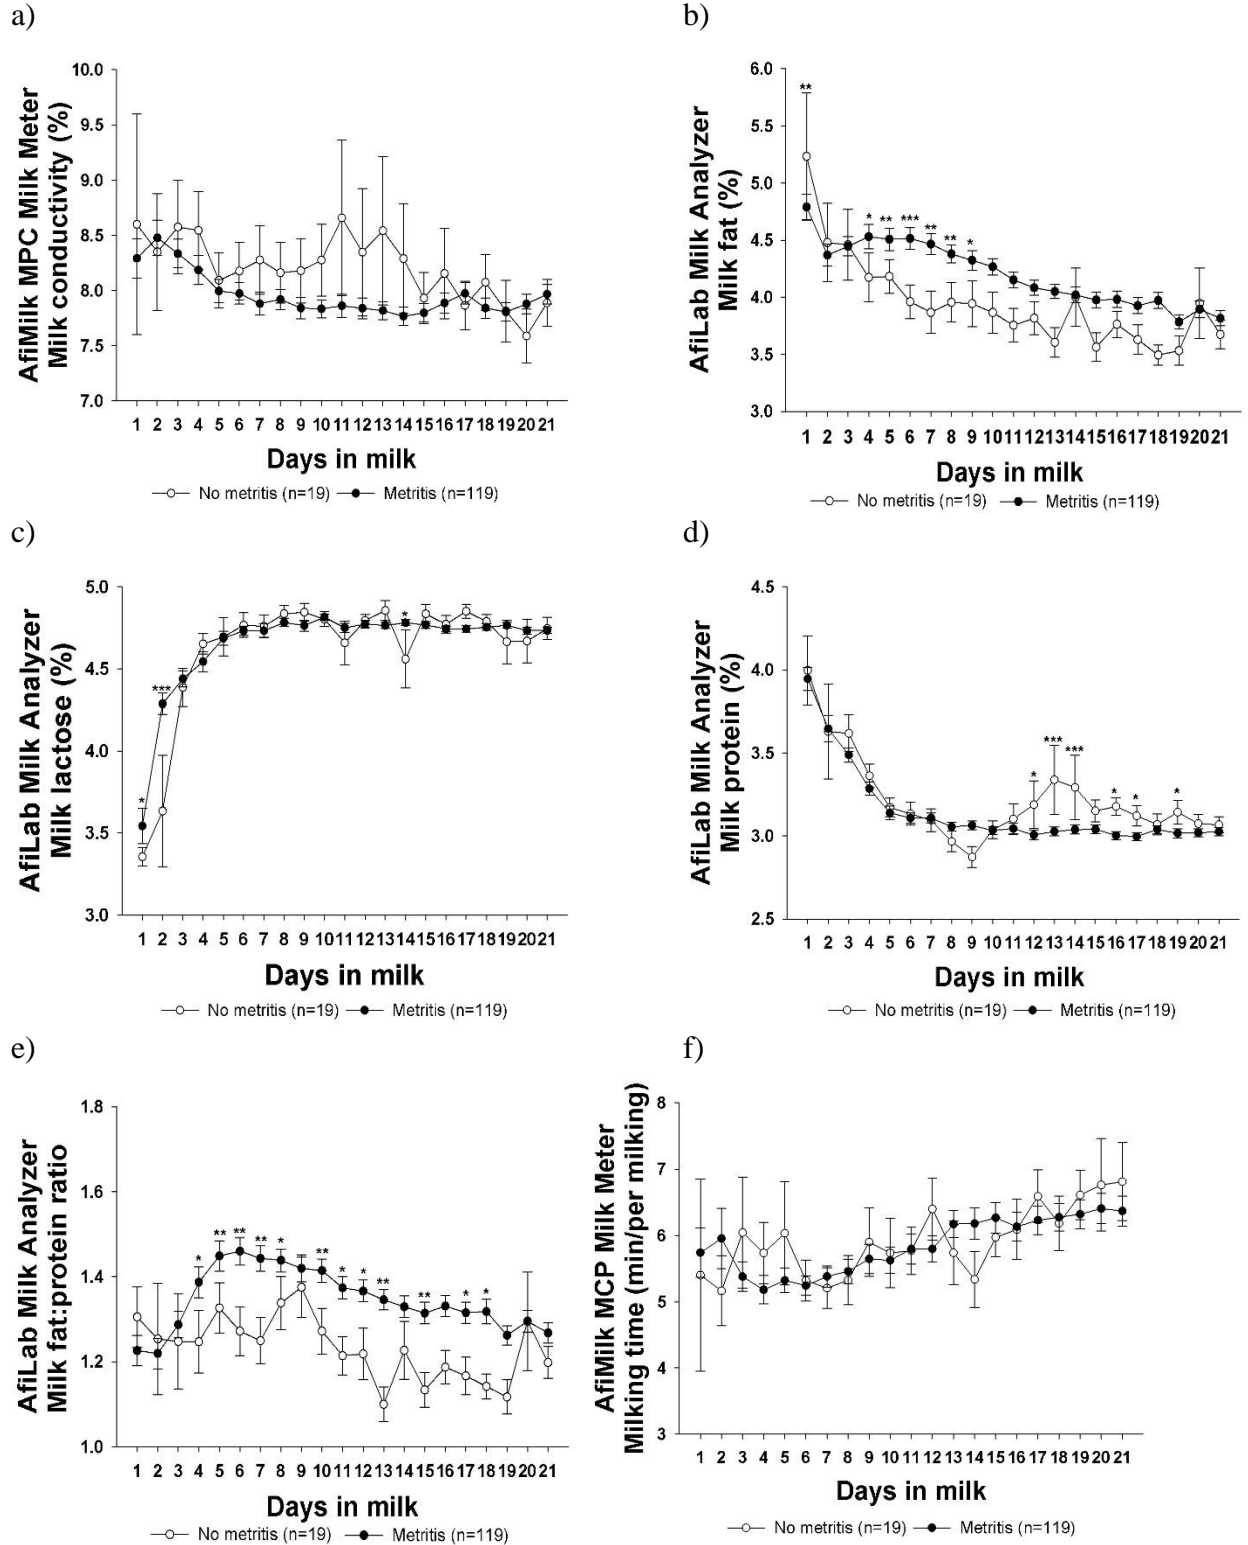 a)
AfiMilk MPC Milk Meter
Milk conductivity (%)
10.0
9.5
9.0
8.5
8.0
7.5
7.0
1 2 3 4 5 6 7 8 9 10 11 12 13 14 15 16 17 18 19 20 21
Days in milk
No metritis (n=19) Metritis (n=119)
b)
AfiLab Milk Analyzer
Milk fat (%)
6.0
5.5
5.0
4.5
4.0
3.5
3.0
** * ** *** ** ** *
1 2 3 4 5 6 7 8 9 10 11 12 13 14 15 16 17 18 19 20 21
Days in milk
No metritis (n=19) Metritis (n=119)
c)
AfiLab Milk Analyzer
Milk lactose (%)
5.0
4.5
4.0
3.5
3.0
* *** *
1 2 3 4 5 6 7 8 9 10 11 12 13 14 15 16 17 18 19 20 21
Days in milk
No metritis (n=19) Metritis (n=119)
d)
AfiLab Milk Analyzer
Milk protein (%)
4.5
4.0
3.5
3.0
2.5
* *** *** * * *
1 2 3 4 5 6 7 8 9 10 11 12 13 14 15 16 17 18 19 20 21
Days in milk
No metritis (n=19) Metritis (n=119)
e)
AfiLab Milk Analyzer
Milk fat:protein ratio
1.8
1.6
1.4
1.2
1.0
* ** ** ** * ** * * ** ** * *
1 2 3 4 5 6 7 8 9 10 11 12 13 14 15 16 17 18 19 20 21
Days in milk
No metritis (n=19) Metritis (n=119)
f)
AfiMilk MCP Milk Meter
Milking time (min/per milking)
8
7
6
5
4
3
1 2 3 4 5 6 7 8 9 10 11 12 13 14 15 16 17 18 19 20 21
Days in milk
No metritis (n=19) Metritis (n=119)